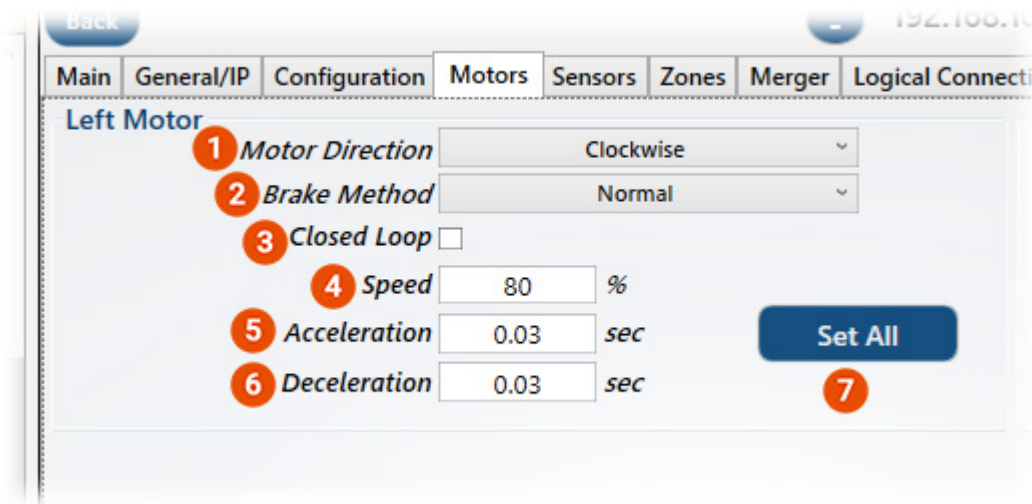 Back
192.168.10
Main General/IP Configuration Motors Sensors Zones Merger Logical Connecti
Left Motor
1 Motor Direction Clockwise
2 Brake Method Normal
3 Closed Loop
4 Speed 80 %
5 Acceleration 0.03 sec
Set All
6 Deceleration 0.03 sec
7